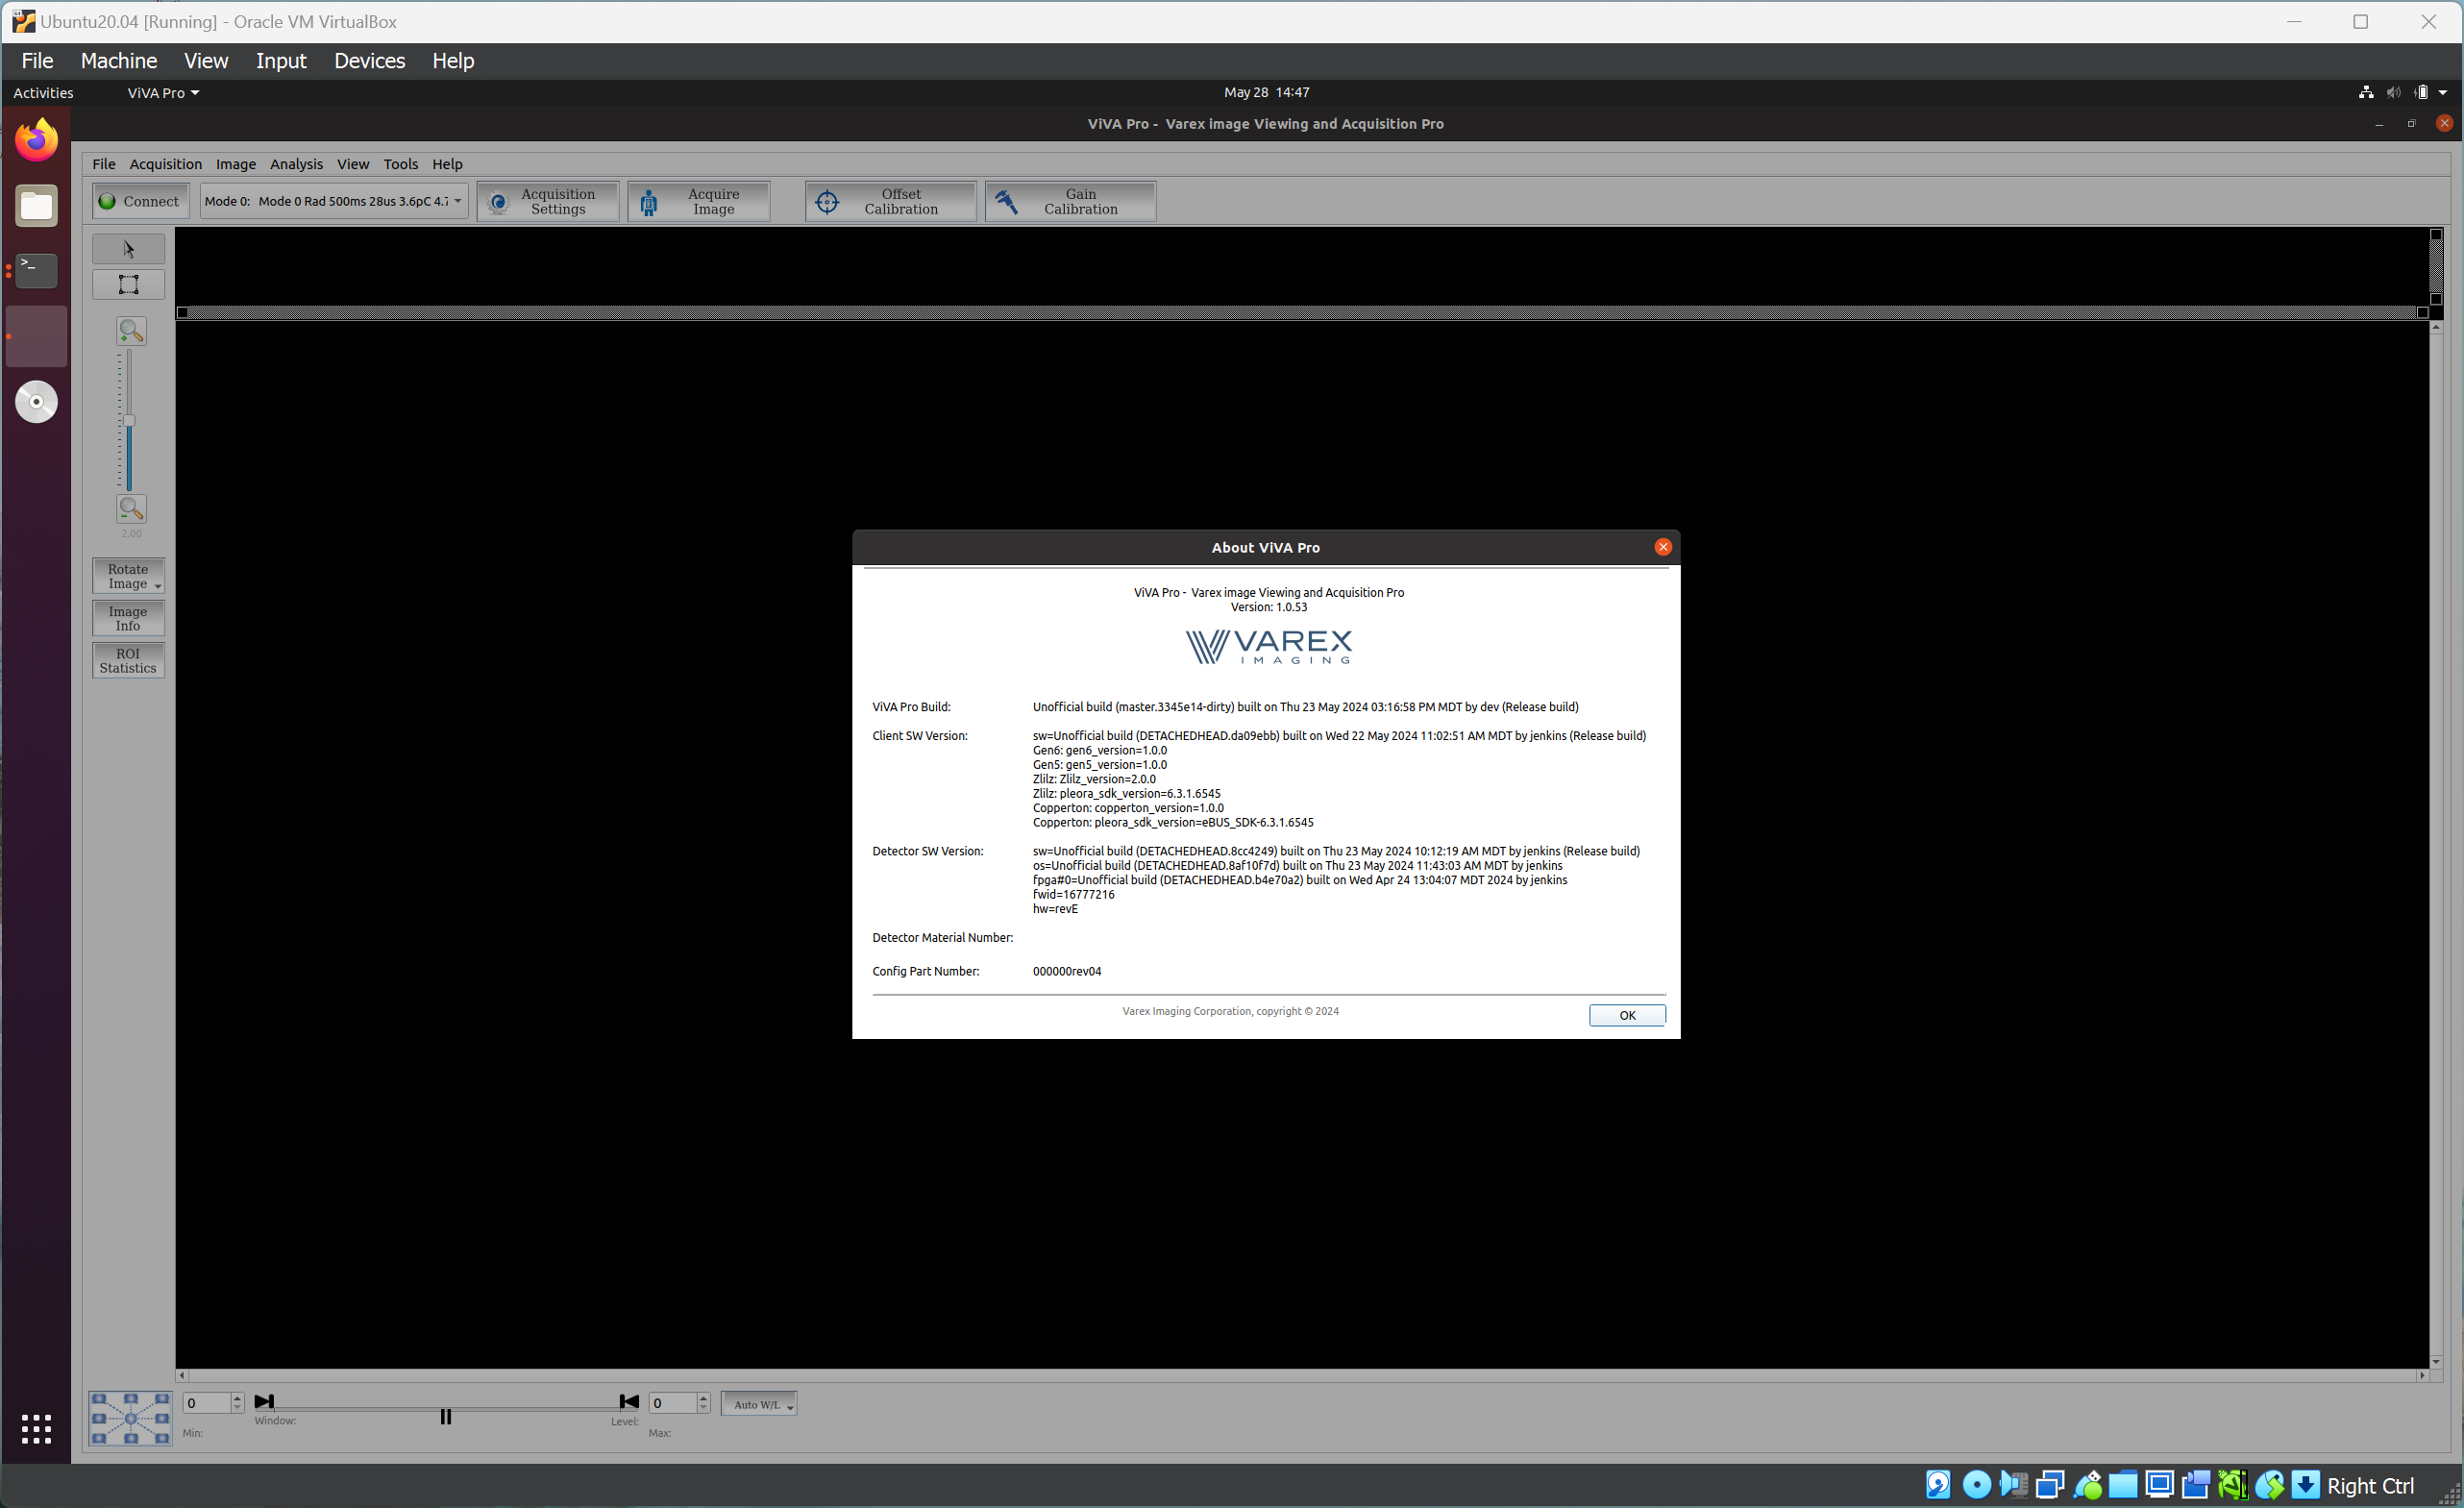 Ubuntu20.04 [Running] - Oracle VM VirtualBox
File Machine View Input Devices Help
Activities ViVA Pro May 28 14:47
ViVA Pro - Varex image Viewing and Acquisition Pro
File Acquisition Image Analysis View Tools Help
Connect
Mode 0: Mode 0 Rad 500ms 28us 3.6pC 4.7
Acquisition
Settings
Acquire
Image
Offset
Calibration
Gain
Calibration
2.00
Rotate
Image
Image
Info
ROI
Statistics
About ViVA Pro
ViVA Pro - Varex image Viewing and Acquisition Pro
Version: 1.0.53
VAREX
IMAGING
ViVA Pro Build: Unofficial build (master.3345e14-dirty) built on Thu 23 May 2024 03:16:58 PM MDT by dev (Release build)
Client SW Version: sw=Unofficial build (DETACHEDHEAD.da09ebb) built on Wed 22 May 2024 11:02:51 AM MDT by jenkins (Release build)
Gen6: gen6_version=1.0.0
Gen5: gen5_version=1.0.0
Zlilz: Zlilz_version=2.0.0
Zlilz: pleora_sdk_version=6.3.1.6545
Copperton: copperton_version=1.0.0
Copperton: pleora_sdk_version=eBUS_SDK-6.3.1.6545
Detector SW Version: sw=Unofficial build (DETACHEDHEAD.8cc4249) built on Thu 23 May 2024 10:12:19 AM MDT by jenkins (Release build)
os=Unofficial build (DETACHEDHEAD.8af10f7d) built on Thu 23 May 2024 11:43:03 AM MDT by jenkins
fpga#0=Unofficial build (DETACHEDHEAD.b4e70a2) built on Wed Apr 24 13:04:07 MDT 2024 by jenkins
fwid=16777216
hw=revE
Detector Material Number:
Config Part Number: 000000rev04
Varex Imaging Corporation, copyright © 2024
OK
0
Min:
Window:
Level:
0
Max:
Auto W/L
Right Ctrl